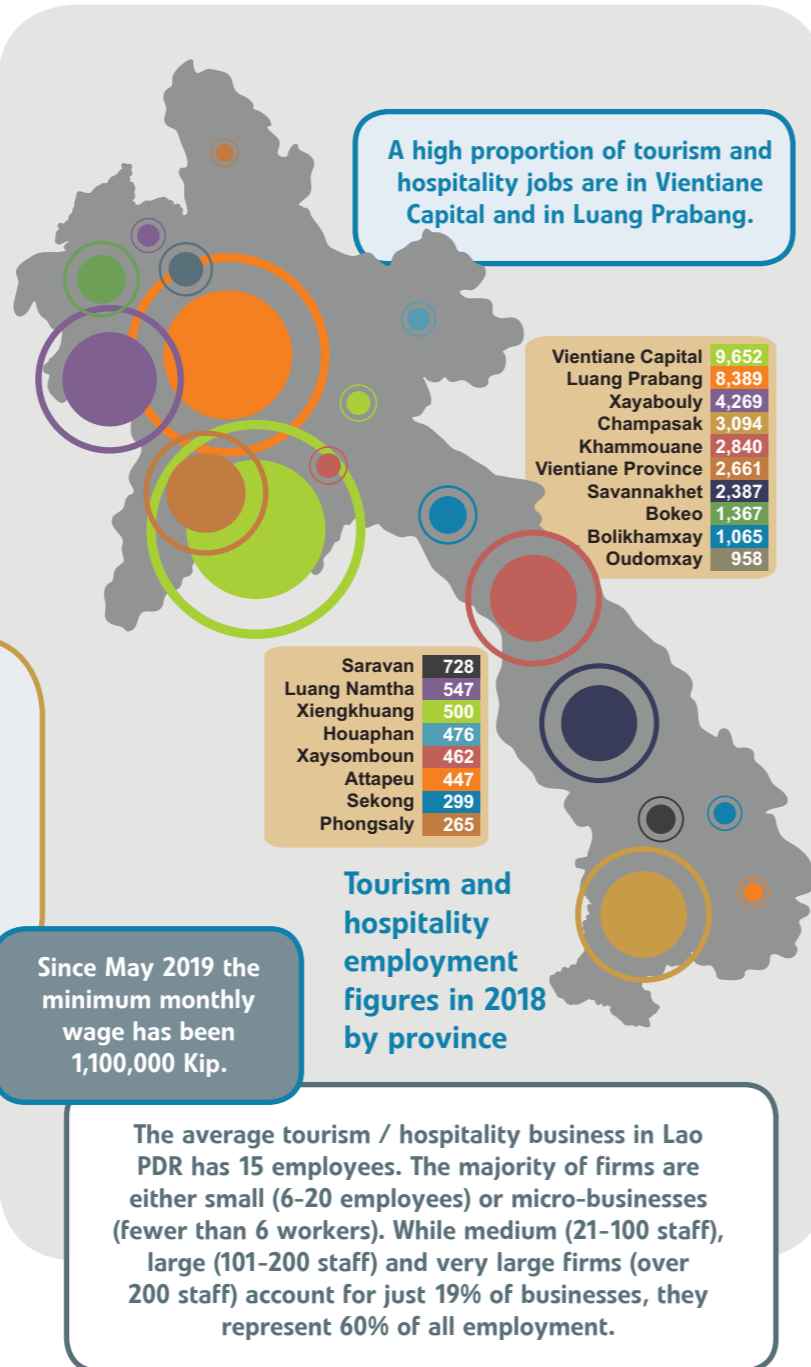 A high proportion of tourism and
hospitality jobs are in Vientiane
Capital and in Luang Prabang.
Vientiane Capital 9,652
Luang Prabang 8,389
Xayabouly 4,269
Champasak 3,094
Khammouane 2,840
Vientiane Province 2,661
Savannakhet 2,387
Bokeo 1,367
Bolikhamxay 1,065
Oudomxay 958
Saravan 728
Luang Namtha 547
Xiengkhuang 500
Houaphan 476
Xaysomboun 462
Attapeu 447
Sekong 299
Phongsaly 265
Tourism and
hospitality
employment
figures in 2018
by province
Since May 2019 the
minimum monthly
wage has been
1,100,000 Kip.
The average tourism / hospitality business in Lao
PDR has 15 employees. The majority of firms are
either small (6-20 employees) or micro-businesses
(fewer than 6 workers). While medium (21-100 staff),
large (101-200 staff) and very large firms (over
200 staff) account for just 19% of businesses, they
represent 60% of all employment.